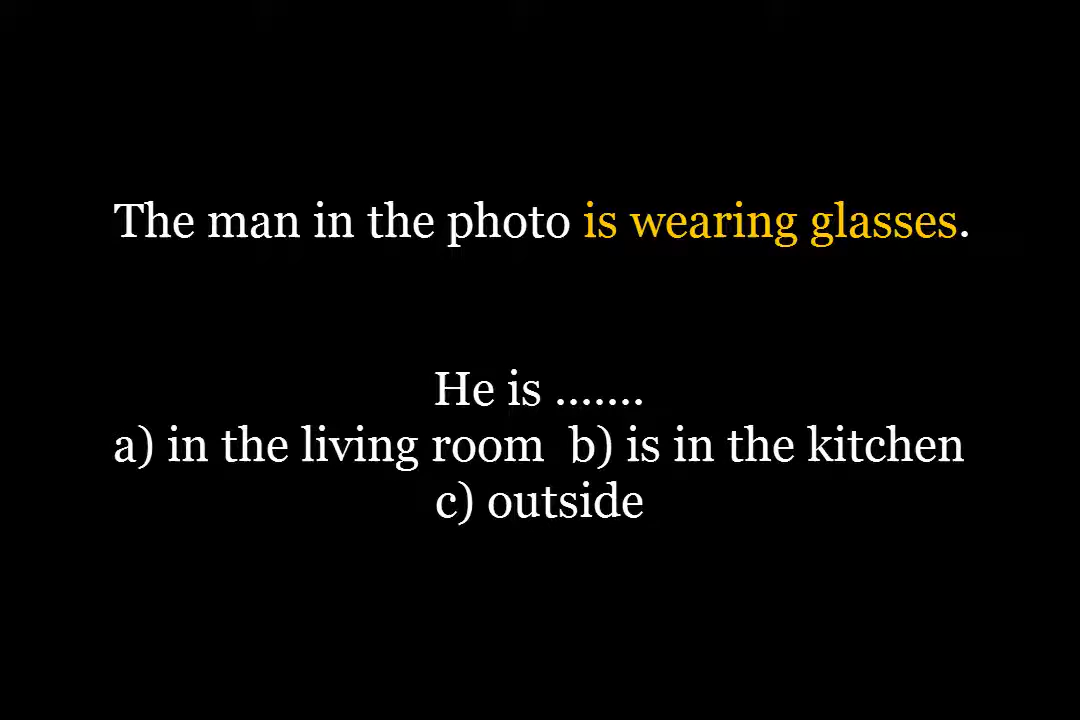 The man in the photo is wearing glasses.
He is .......
a) in the living room b) is in the kitchen
c) outside